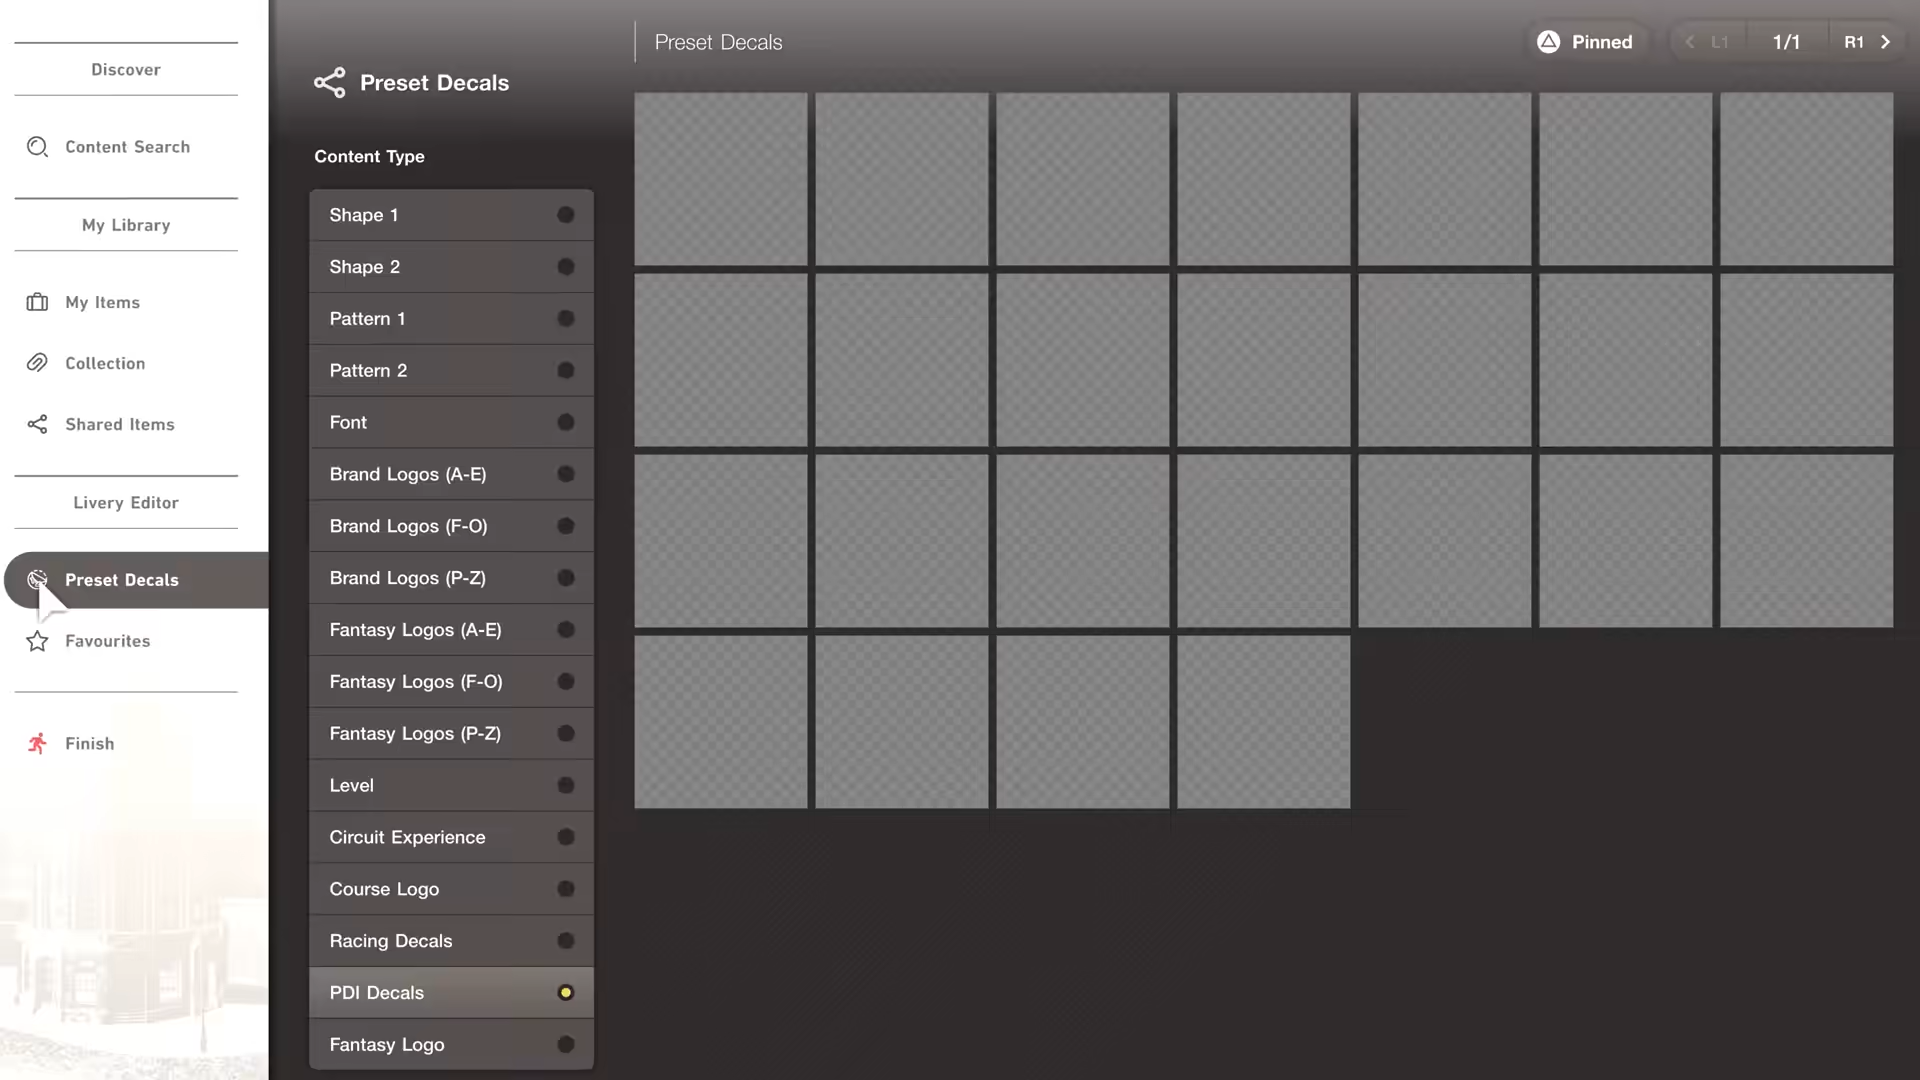 Discover
Content Search
My Library
My Items
Collection
Shared Items
Livery Editor
Preset Decals
Favourites
Finish
Preset Decals
Content Type
Shape 1
Shape 2
Pattern 1
Pattern 2
Font
Brand Logos (A-E)
Brand Logos (F-O)
Brand Logos (P-Z)
Fantasy Logos (A-E)
Fantasy Logos (F-O)
Fantasy Logos (P-Z)
Level
Circuit Experience
Course Logo
Racing Decals
PDI Decals
Fantasy Logo
Preset Decals
Pinned
L1 1/1 R1